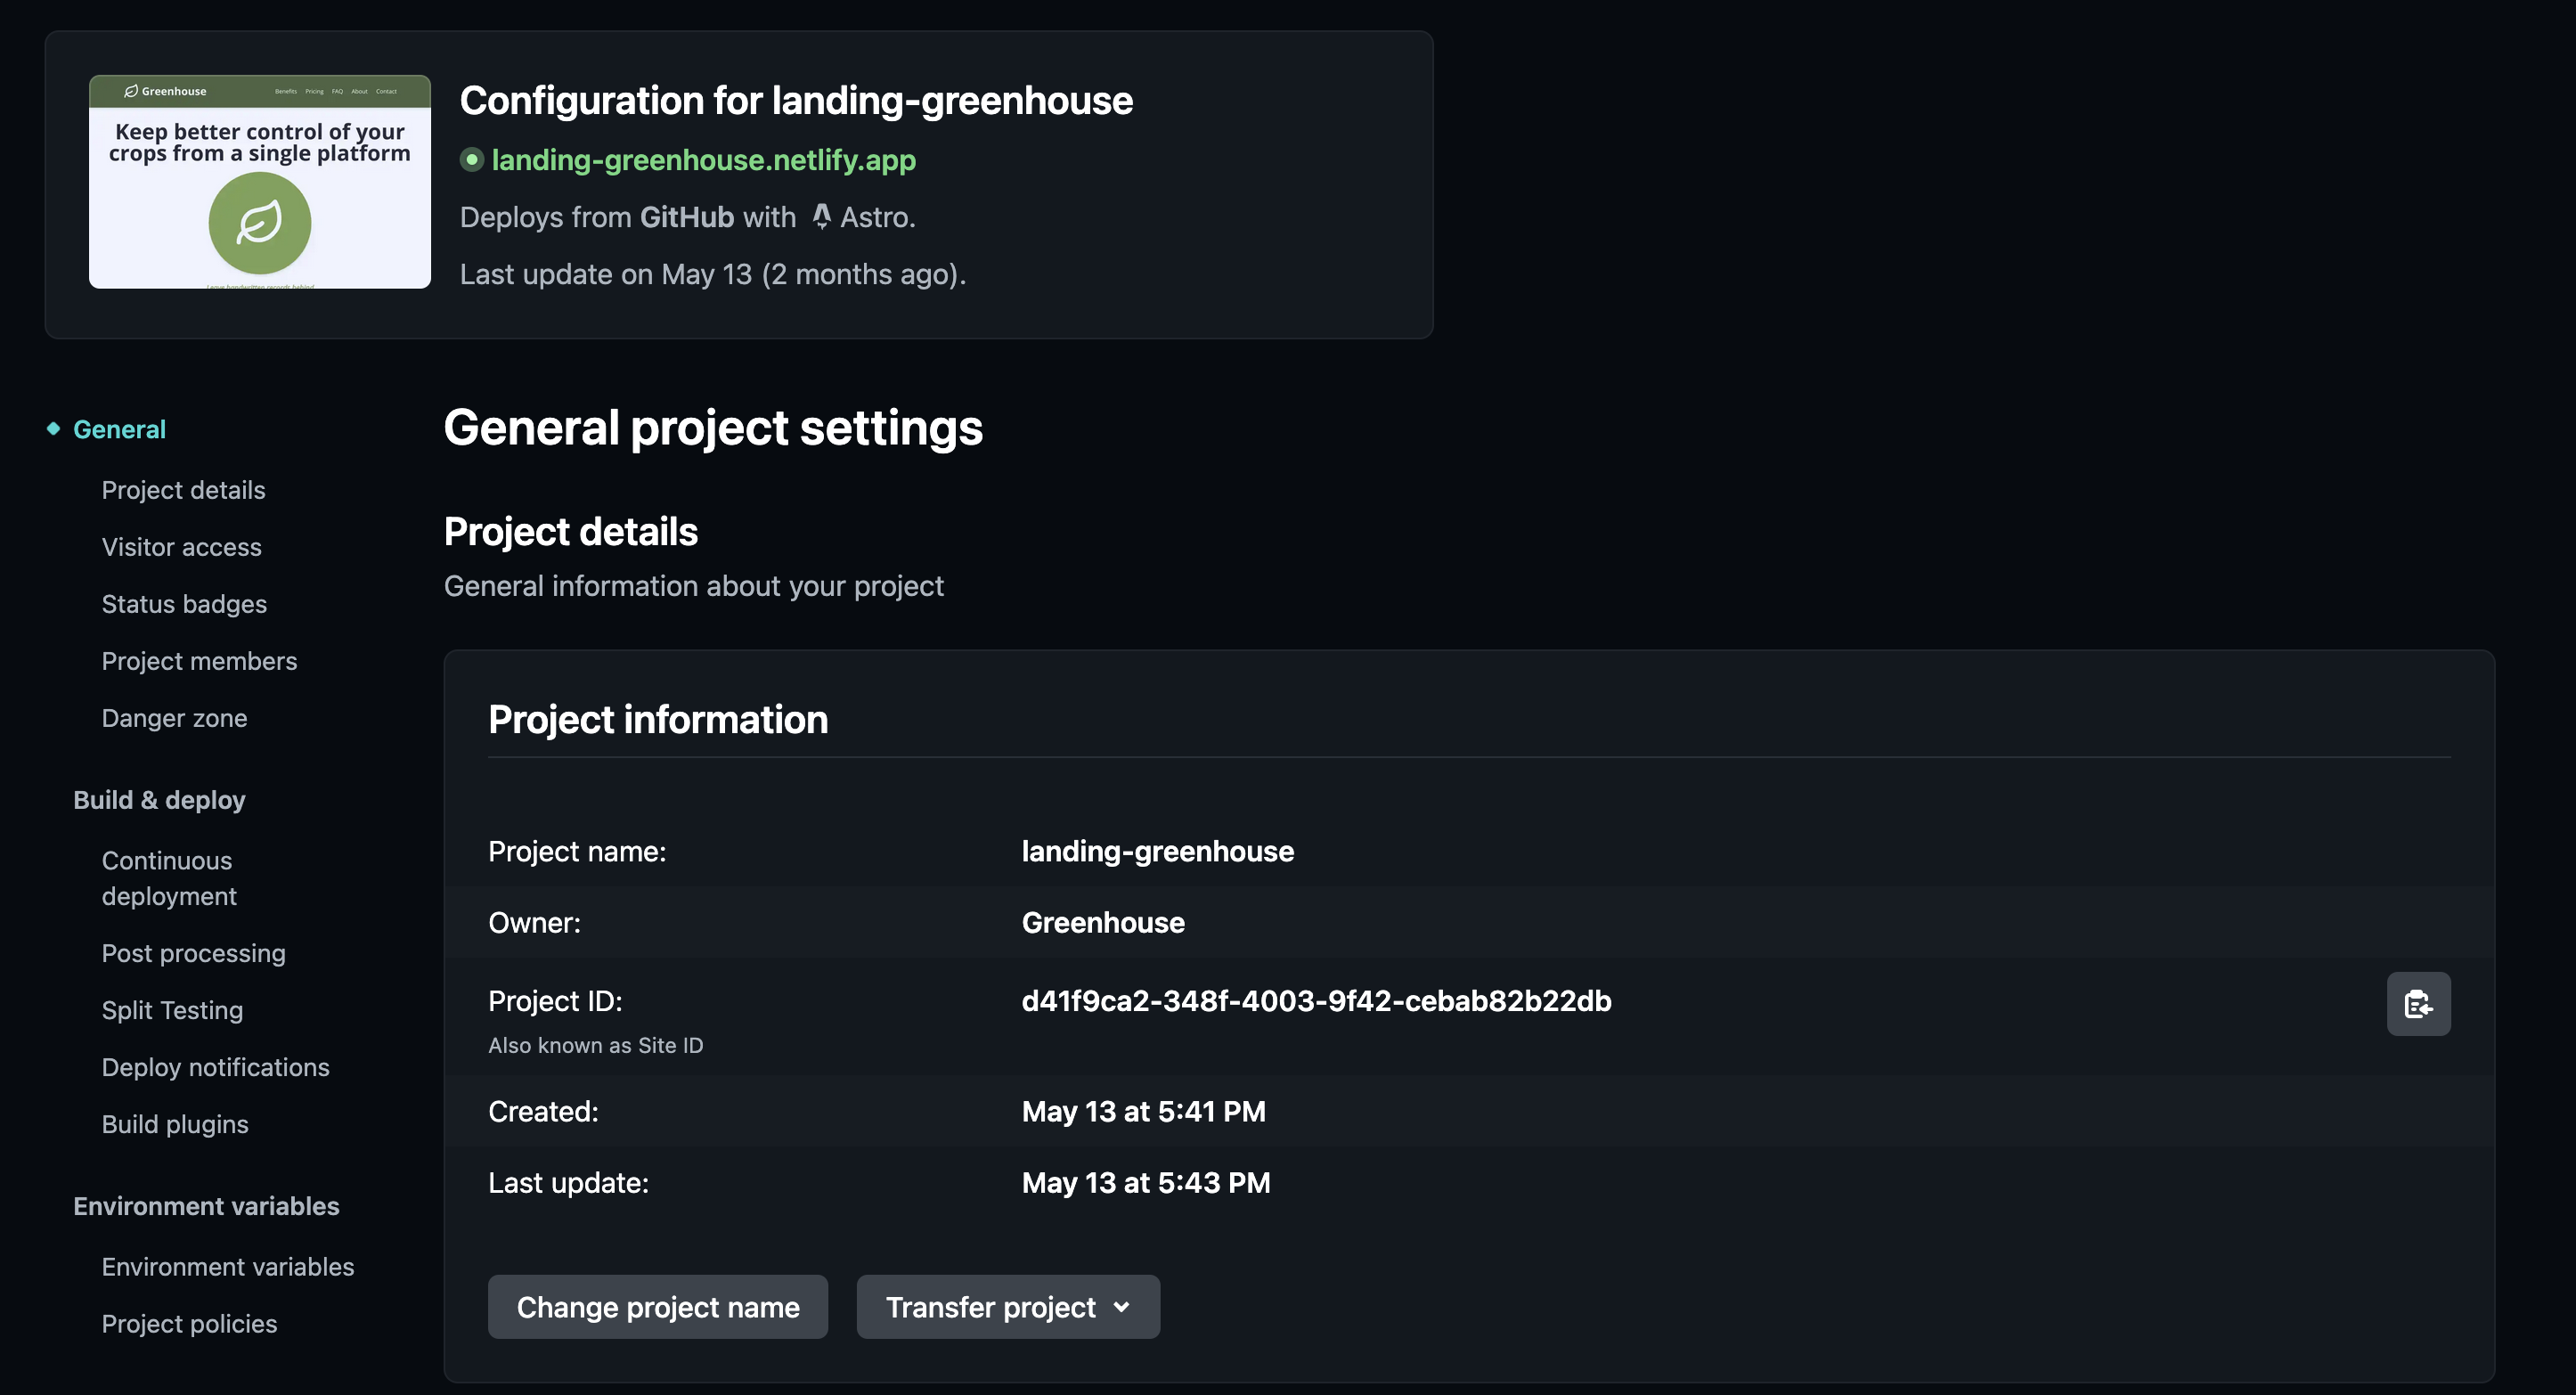 Greenhouse
Benefits Pricing FAQ About Contact
Keep better control of your
crops from a single platform
Configuration for landing-greenhouse
landing-greenhouse.netlify.app
Deploys from GitHub with Astro.
Last update on May 13 (2 months ago).
General
Project details
Visitor access
Status badges
Project members
Danger zone
Build & deploy
Continuous
deployment
Post processing
Split Testing
Deploy notifications
Build plugins
Environment variables
Environment variables
Project policies
General project settings
Project details
General information about your project
Project information
Project name: landing-greenhouse
Owner: Greenhouse
Project ID: d41f9ca2-348f-4003-9f42-cebab82b22db
Also known as Site ID
Created: May 13 at 5:41 PM
Last update: May 13 at 5:43 PM
Change project name Transfer project